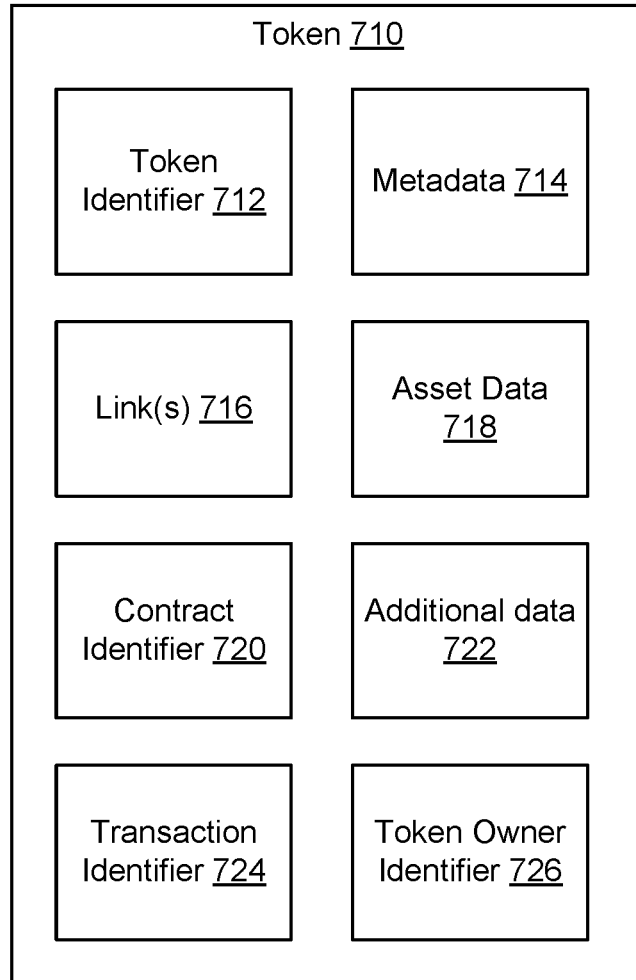 Token 710
Token
Identifier 712
Metadata 714
Link(s) 716
Asset Data
718
Contract
Identifier 720
Additional data
722
Transaction
Identifier 724
Token Owner
Identifier 726